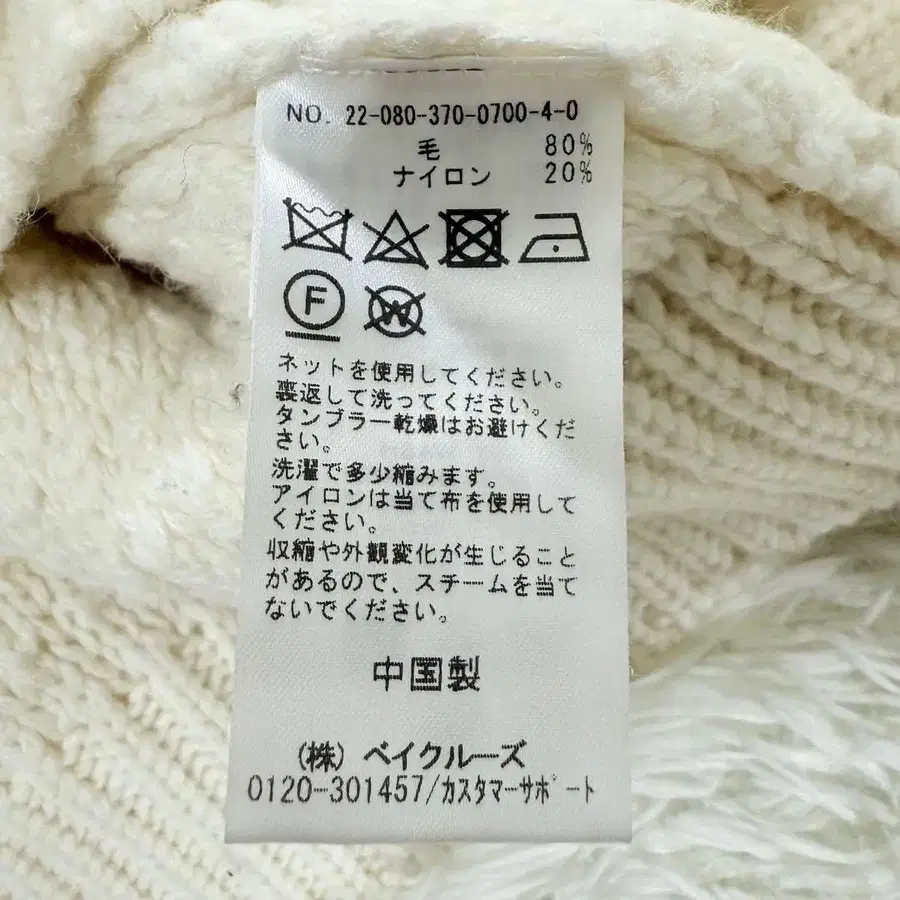 NO. 22-080-370-0700-4-0
毛 80%
ナイロン 20%
F
W
ネットを使用してください。
裏返しで洗ってください。
タンブラー乾燥はお避けくだ
さい。
洗濯で多少縮みます。
アイロンは当て布を使用して
ください。
収縮や外観変化が生じること
があるので、スチームを当て
ないでください。
中国製
(株) ベイクルーズ
0120-301457/カスタマーサポート